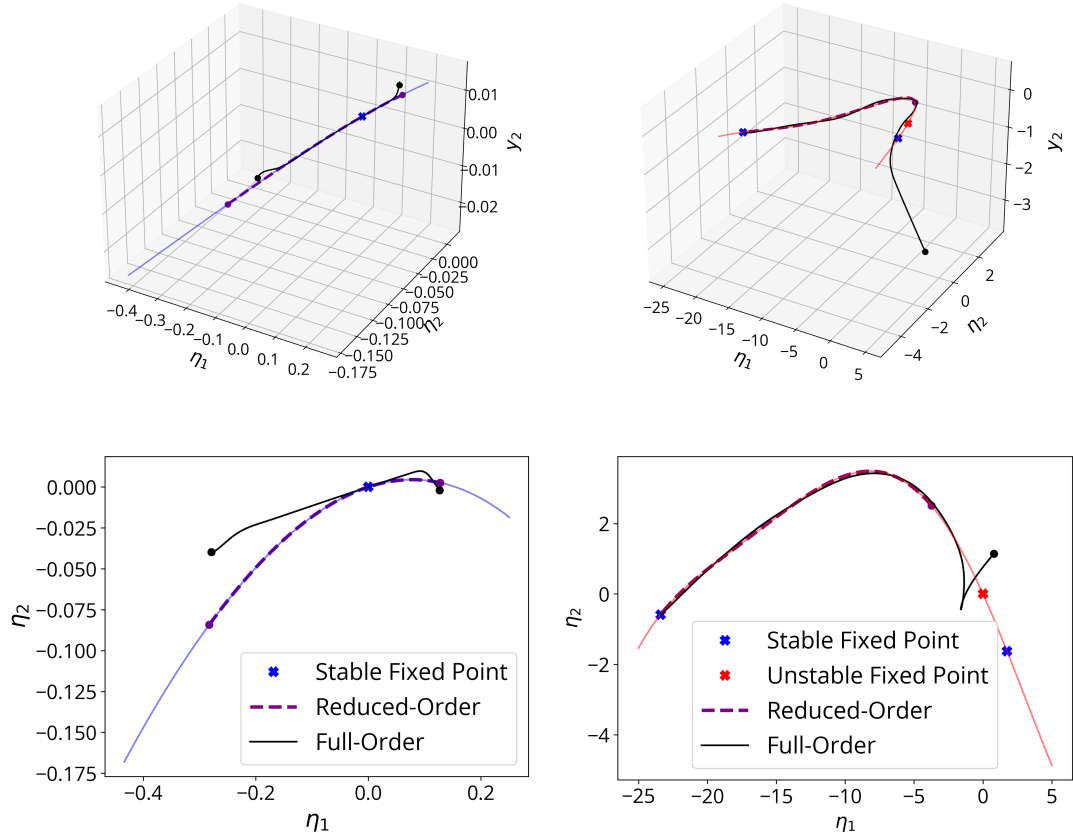 0.01
0.00
−0.01
−0.02
y₂
0.000
−0.025
−0.050
−0.075
−0.100
−0.125
−0.150
−0.175
η₂
−0.4
−0.3
−0.2
−0.1
0.0
0.1
0.2
η₁
0
−1
−2
−3
y₂
2
0
−2
−4
η₂
−25
−20
−15
−10
−5
0
5
η₁
0.000
−0.025
−0.050
−0.075
−0.100
−0.125
−0.150
−0.175
η₂
Stable Fixed Point
Reduced-Order
Full-Order
−0.4 −0.2 0.0 0.2
η₁
2
0
−2
−4
η₂
Stable Fixed Point
Unstable Fixed Point
Reduced-Order
Full-Order
−25 −20 −15 −10 −5 0 5
η₁